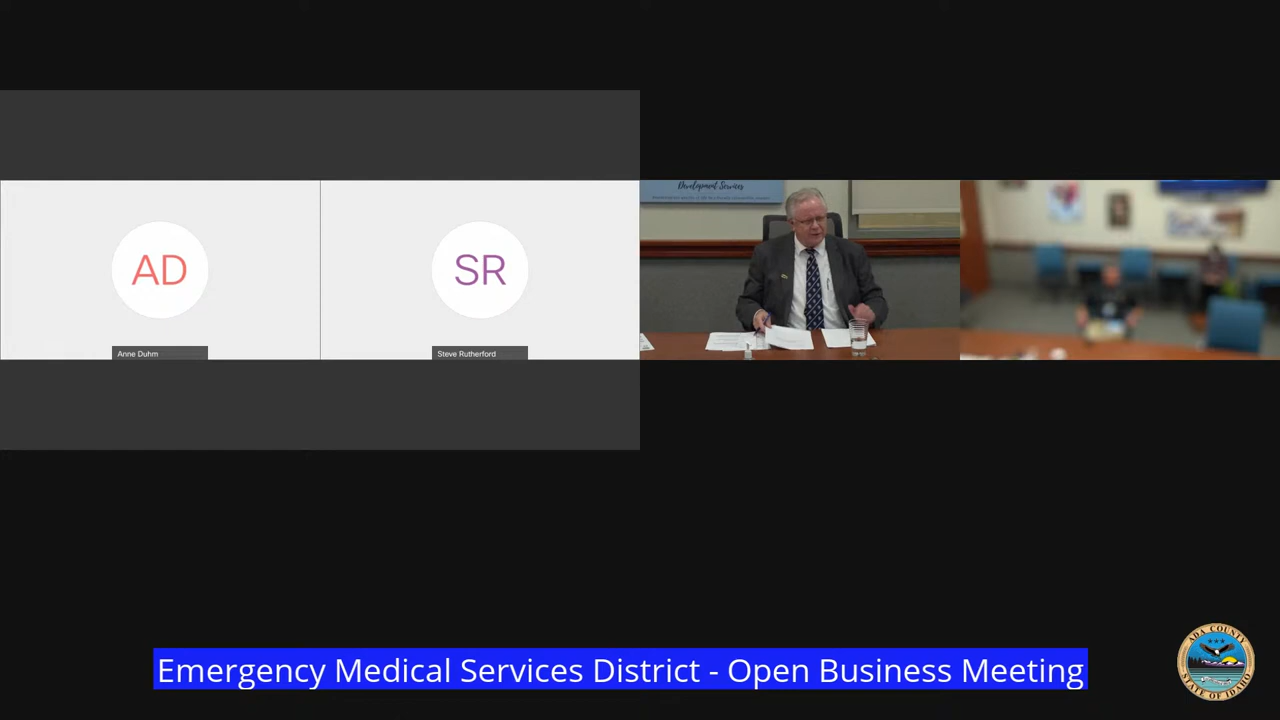 Development Services
AD
SR
Anne Duhm
Steve Rutherford
Emergency Medical Services District - Open Business Meeting
ADA COUNTY
STATE OF IDAHO